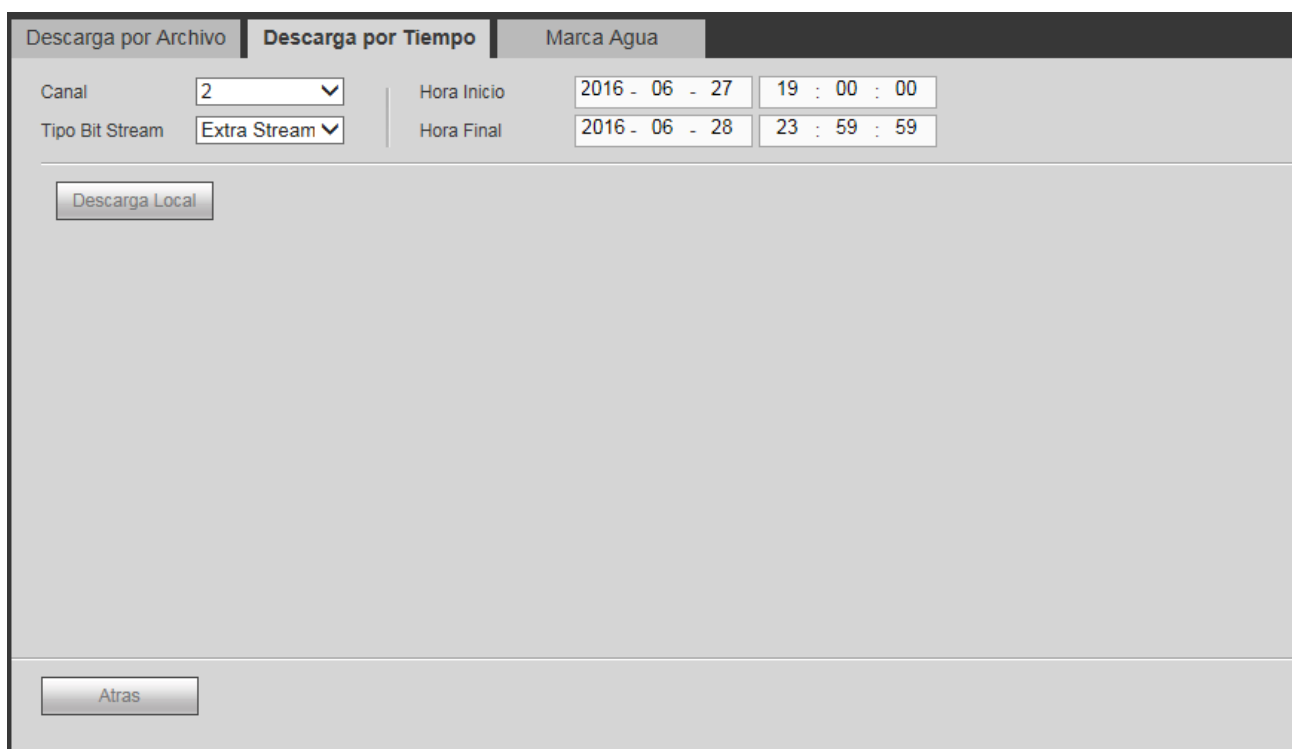 Descarga por Archivo Descarga por Tiempo Marca Agua
Canal 2 Hora Inicio 2016 - 06 - 27 19 : 00 : 00
Tipo Bit Stream Extra Stream Hora Final 2016 - 06 - 28 23 : 59 : 59
Descarga Local
Atras